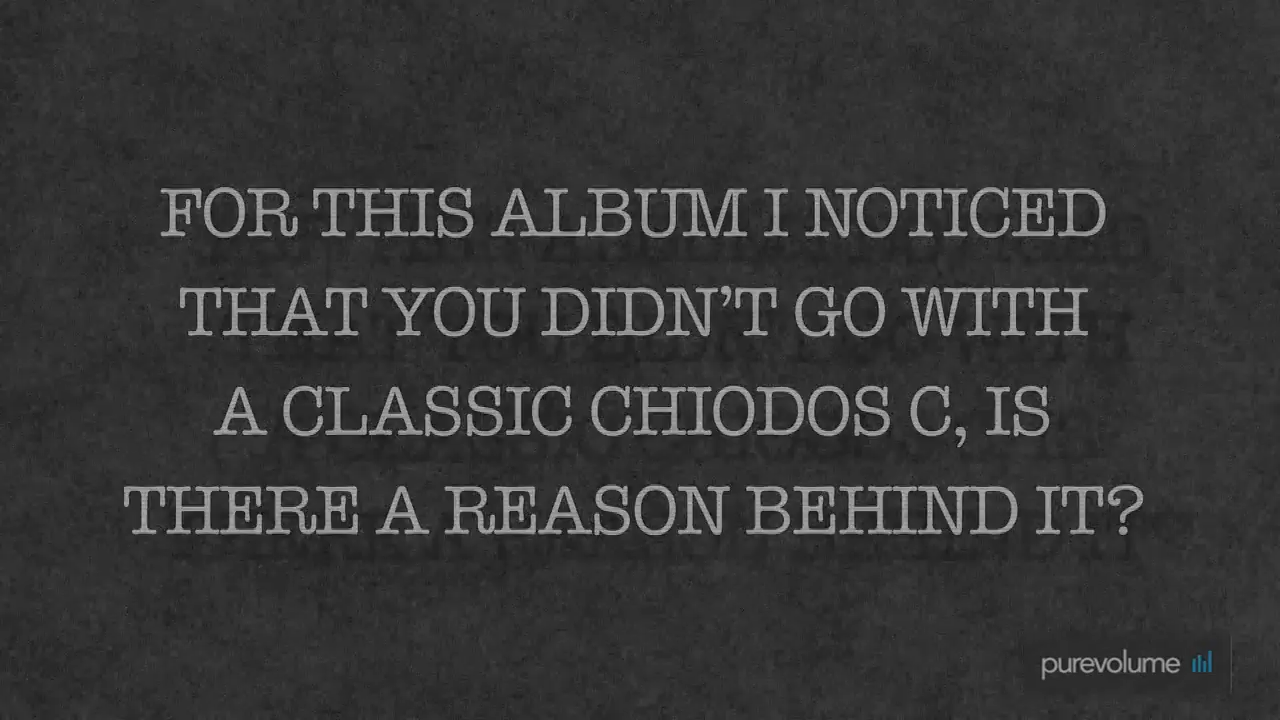 FOR THIS ALBUM I NOTICED
THAT YOU DIDN'T GO WITH
A CLASSIC CHIODOS C, IS
THERE A REASON BEHIND IT?
purevolume